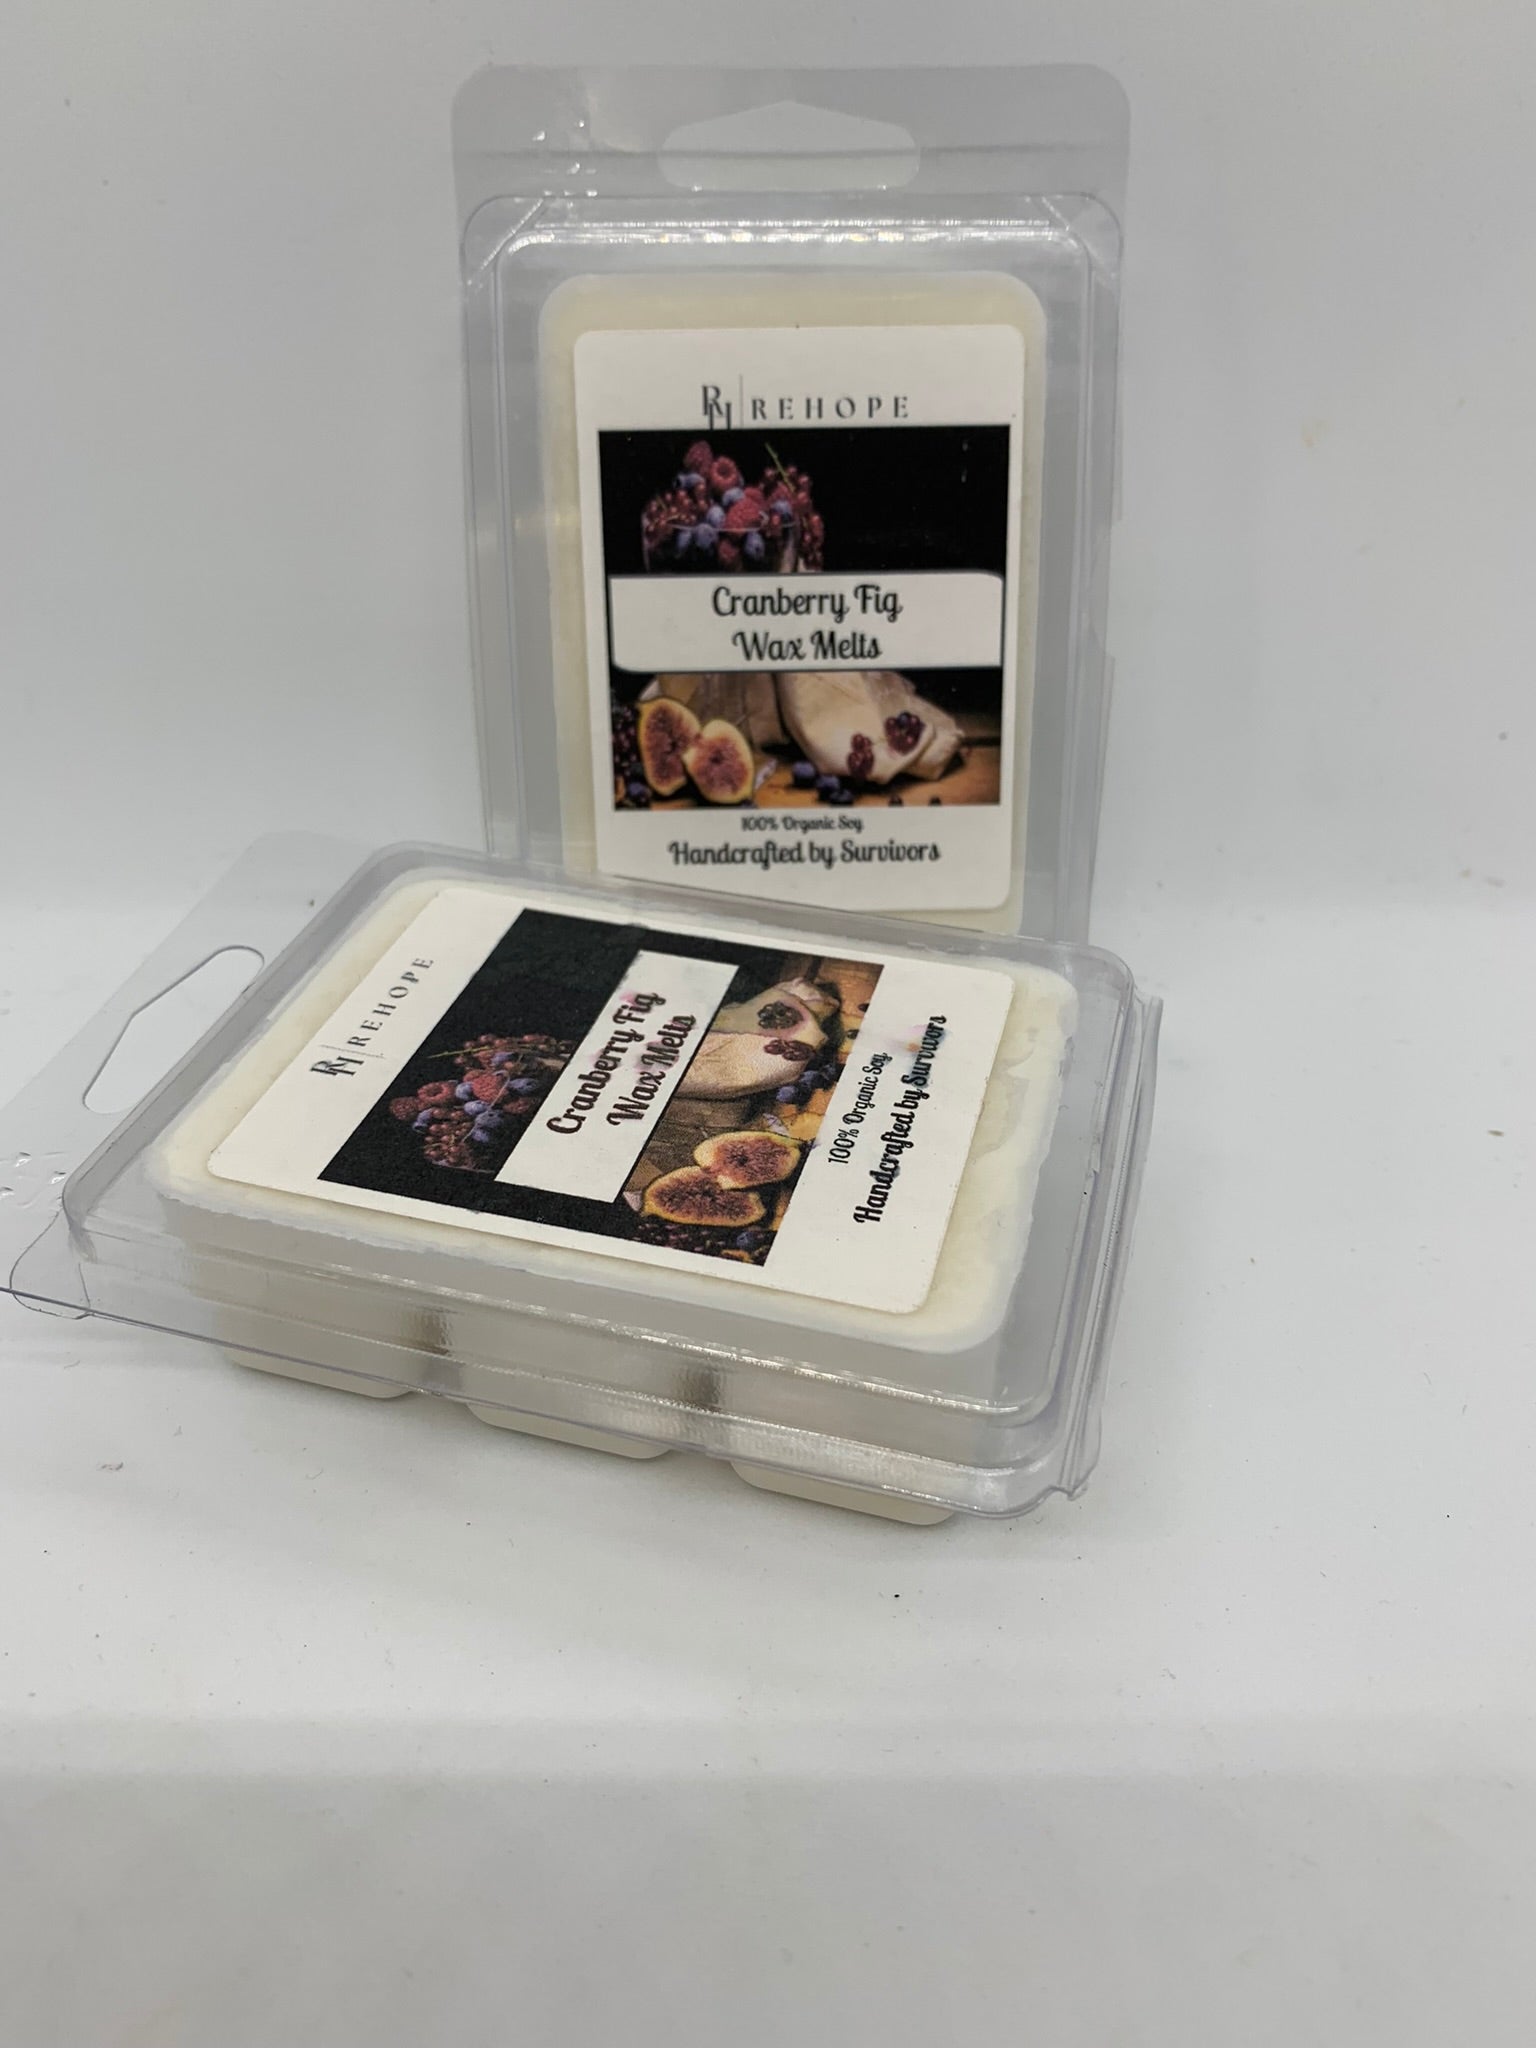 RH REHOPE
Cranberry Fig
Wax Melts
100% Organic Soy
Handcrafted by Survivors
RH REHOPE
Cranberry Fig
Wax Melts
100% Organic Soy
Handcrafted by Survivors